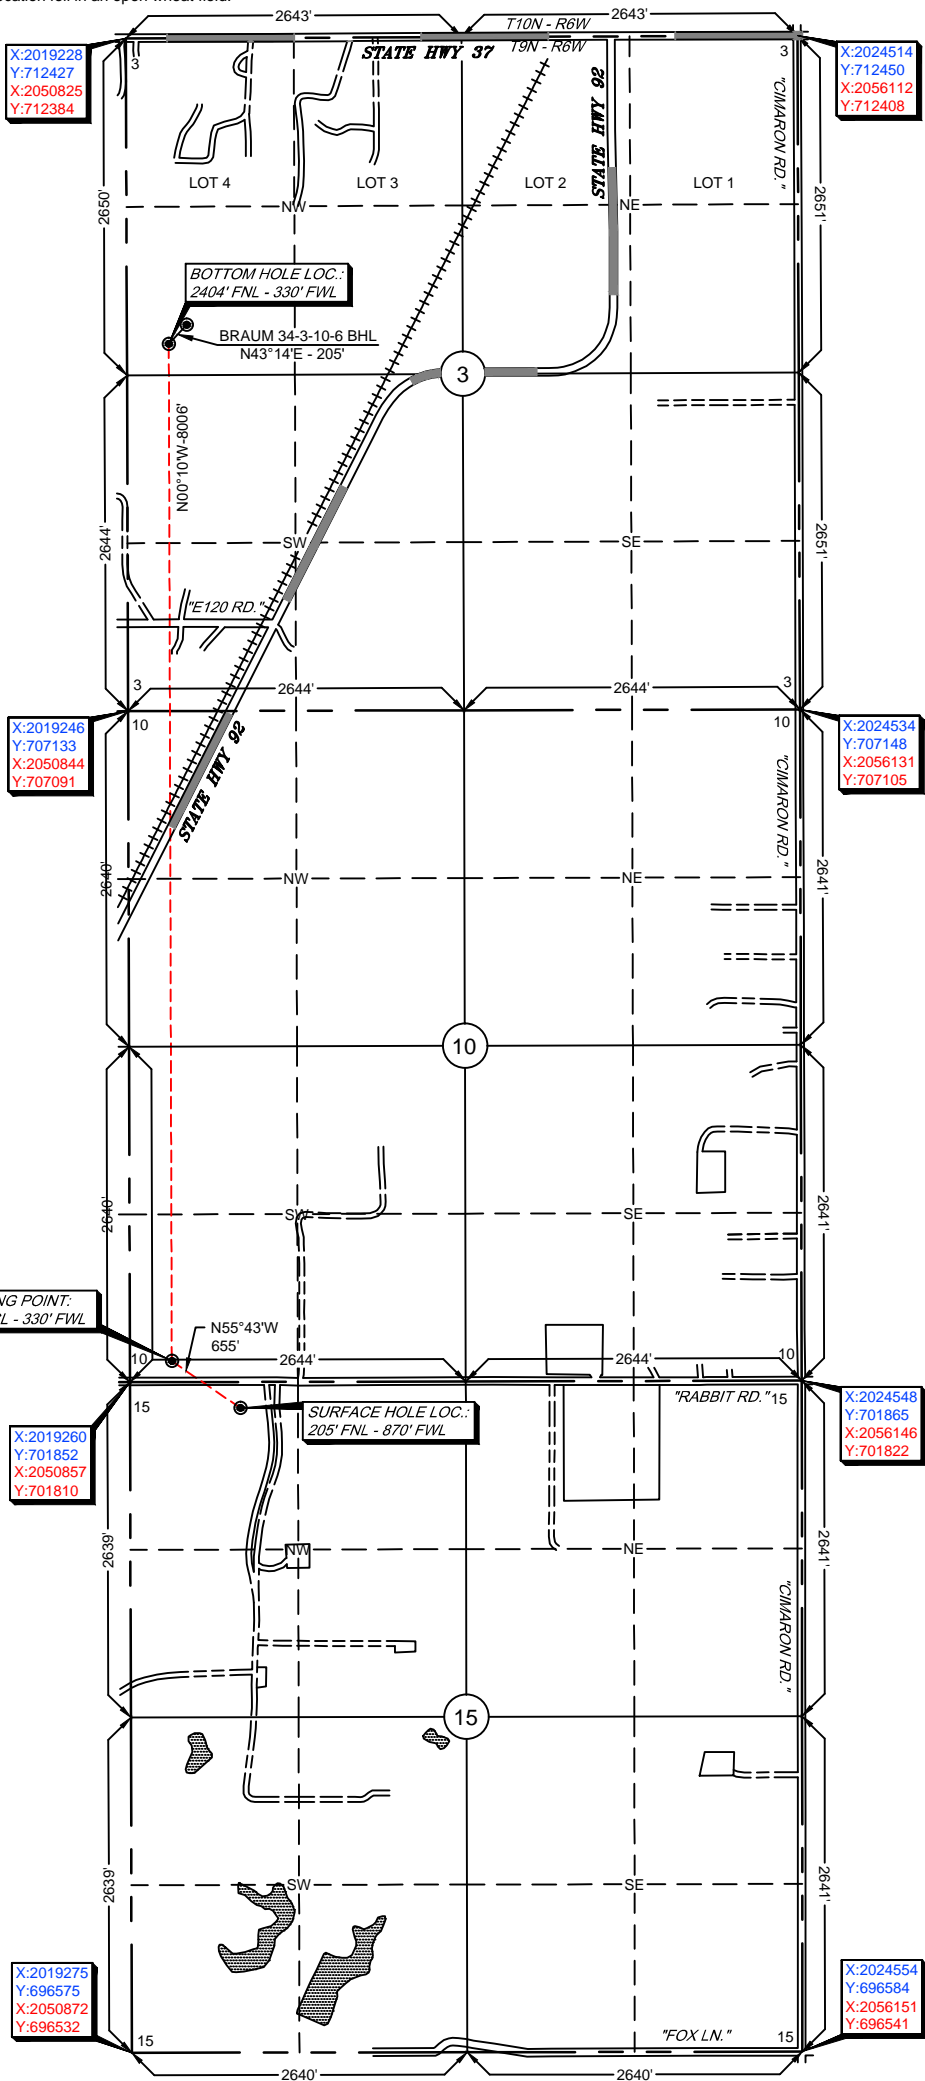 2643'
2643'
T10N - R6W
T9N - R6W
STATE HWY 37
X:2019228
Y:712427
X:2050825
Y:712384
3
3
X:2024514
Y:712450
X:2056112
Y:712408
"CIMARON RD."
STATE HWY 92
LOT 4
LOT 3
LOT 2
LOT 1
2650'
NW
NE
2651'
BOTTOM HOLE LOC.:
2404' FNL - 330' FWL
BRAUM 34-3-10-6 BHL
N43°14'E - 205'
3
N00°10'W-8006'
2644'
SW
SE
2651'
"E120 RD."
3
2644'
2644'
3
X:2019246
Y:707133
X:2050844
Y:707091
10
10
X:2024534
Y:707148
X:2056131
Y:707105
STATE HWY 92
"CIMARON RD."
2640'
NW
NE
2641'
10
2640'
SW
SE
2641'
NG POINT:
L - 330' FWL
N55°43'W
655'
10
2644'
2644'
10
15
"RABBIT RD."
15
SURFACE HOLE LOC.:
205' FNL - 870' FWL
X:2019260
Y:701852
X:2050857
Y:701810
X:2024548
Y:701865
X:2056146
Y:701822
2639'
NW
NE
2641'
"CIMARON RD."
15
2639'
SW
SE
2641'
X:2019275
Y:696575
X:2050872
Y:696532
X:2024554
Y:696584
X:2056151
Y:696541
15
"FOX LN."
15
2640'
2640'